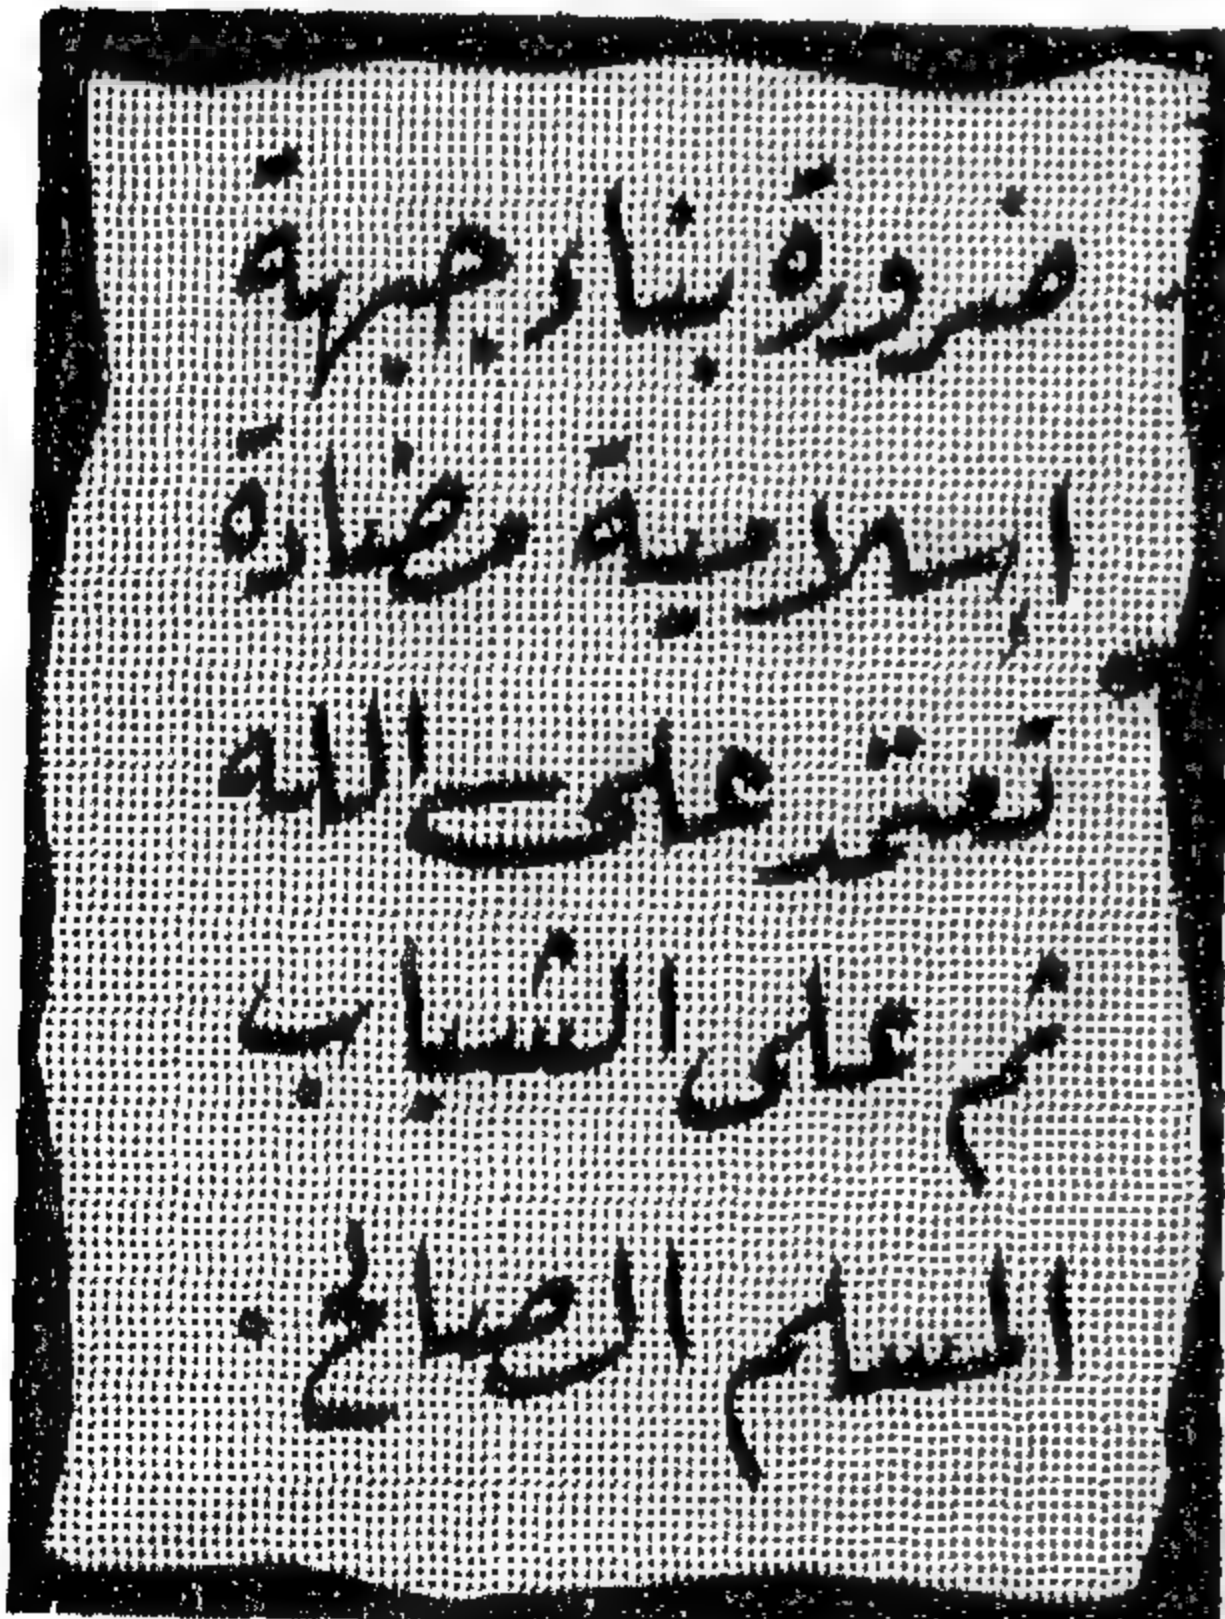 ضرورة بناء جبهة
إسلامية مضادة
تعتمد على الله
ثم على الشباب
المسلم الصالح.